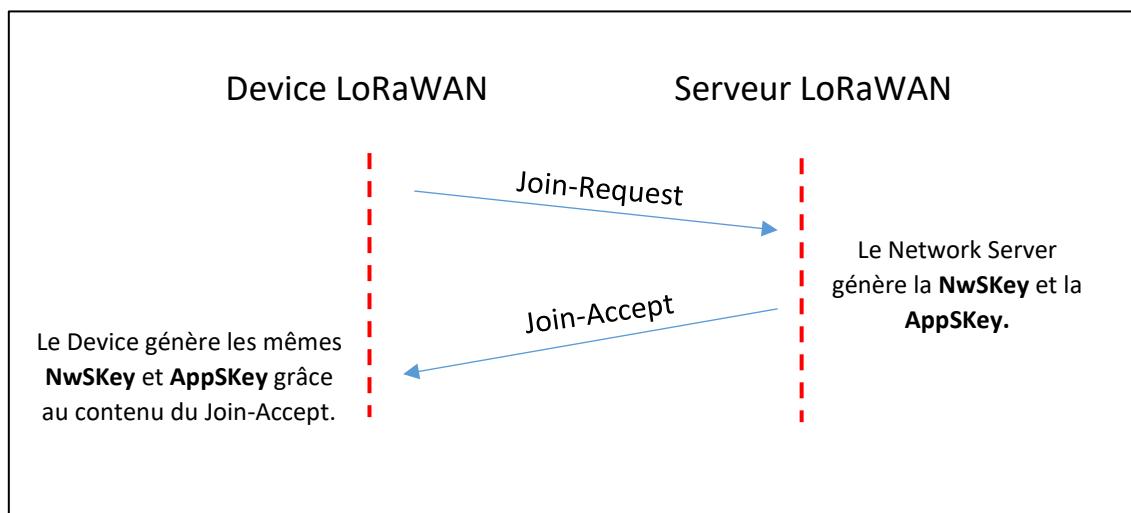 Device LoRaWAN
Serveur LoRaWAN
Join-Request
Le Network Server
génère la NwSKey et la
AppSKey.
Join-Accept
Le Device génère les mêmes
NwSKey et AppSKey grâce
au contenu du Join-Accept.